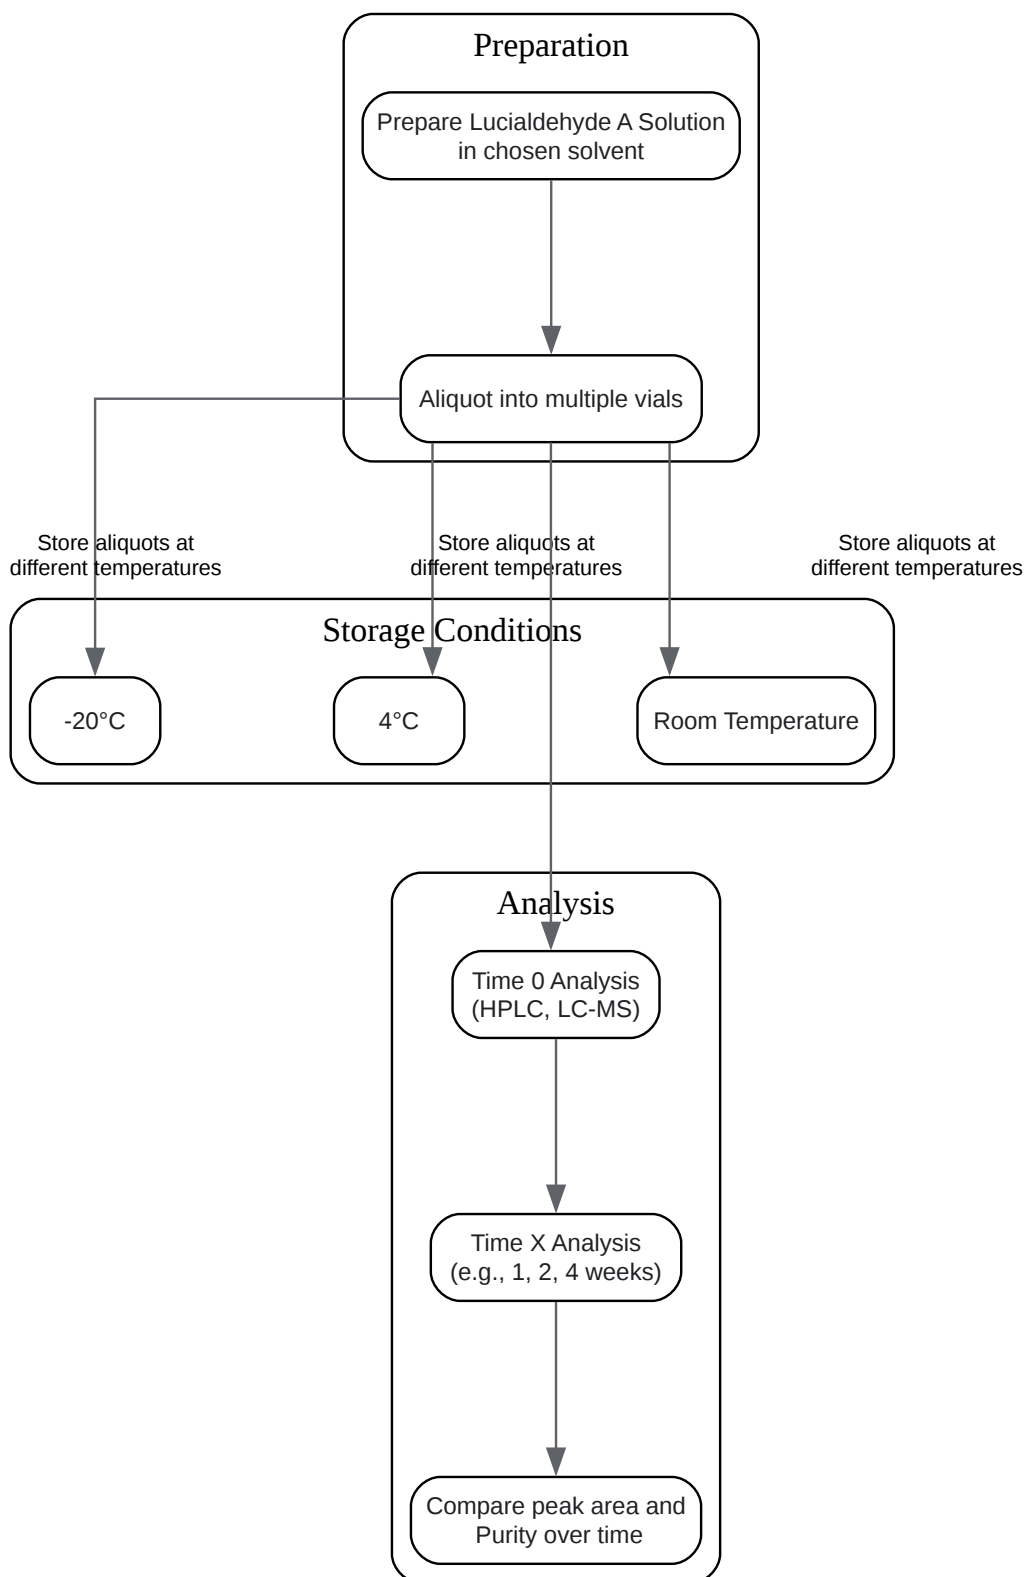 Preparation
Prepare Lucialdehyde A Solution
in chosen solvent
Aliquot into multiple vials
Store aliquots at
different temperatures
Store aliquots at
different temperatures
Store aliquots at
different temperatures
Storage Conditions
-20°C
4°C
Room Temperature
Analysis
Time 0 Analysis
(HPLC, LC-MS)
Time X Analysis
(e.g., 1, 2, 4 weeks)
Compare peak area and
Purity over time